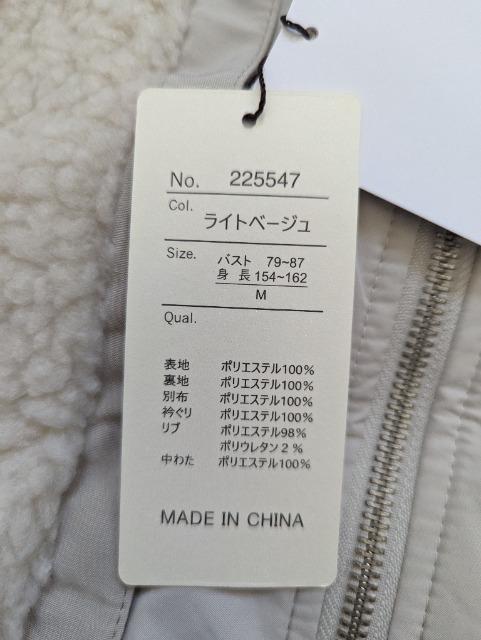 No. 225547
Col. ライトベージュ
Size. バスト 79~87
身長 154~162
M
Qual.
表地 ポリエステル100%
裏地 ポリエステル100%
別布 ポリエステル100%
衿ぐり ポリエステル100%
リブ ポリエステル98%
ポリウレタン2%
中わた ポリエステル100%
MADE IN CHINA